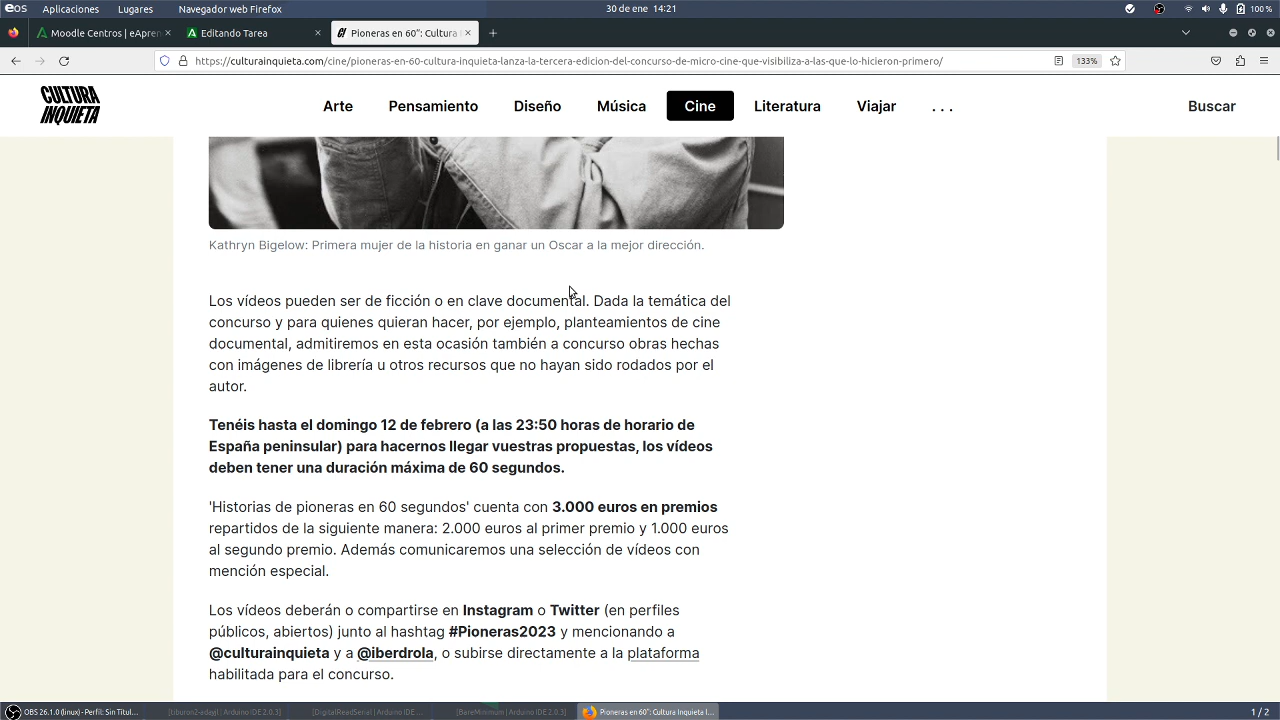 EOS Aplicaciones Lugares Navegador web Firefox 30 de ene 14:21 100 %
Moodle Centros | eApren Editando Tarea Pioneras en 60": Cultura I
https://culturainquieta.com/cine/pioneras-en-60-cultura-inquieta-lanza-la-tercera-edicion-del-concurso-de-micro-cine-que-visibiliza-a-las-que-lo-hicieron-primero/ 133%
CULTURA
INQUIETA
Arte Pensamiento Diseño Música Cine Literatura Viajar ... Buscar
Kathryn Bigelow: Primera mujer de la historia en ganar un Oscar a la mejor dirección.
Los vídeos pueden ser de ficción o en clave documental. Dada la temática del
concurso y para quienes quieran hacer, por ejemplo, planteamientos de cine
documental, admitiremos en esta ocasión también a concurso obras hechas
con imágenes de librería u otros recursos que no hayan sido rodados por el
autor.
Tenéis hasta el domingo 12 de febrero (a las 23:50 horas de horario de
España peninsular) para hacernos llegar vuestras propuestas, los vídeos
deben tener una duración máxima de 60 segundos.
'Historias de pioneras en 60 segundos' cuenta con 3.000 euros en premios
repartidos de la siguiente manera: 2.000 euros al primer premio y 1.000 euros
al segundo premio. Además comunicaremos una selección de vídeos con
mención especial.
Los vídeos deberán o compartirse en Instagram o Twitter (en perfiles
públicos, abiertos) junto al hashtag #Pioneras2023 y mencionando a
@culturainquieta y a @iberdrola, o subirse directamente a la plataforma
habilitada para el concurso.
OBS 26.1.0 (linux) - Perfil: Sin Títul... [tiburon2-adagl | Arduino IDE 2.0.3] [DigitalReadSerial | Arduino IDE ... [BareMinimum | Arduino IDE 2.0.3] Pioneras en 60": Cultura Inquieta l... 1 / 2